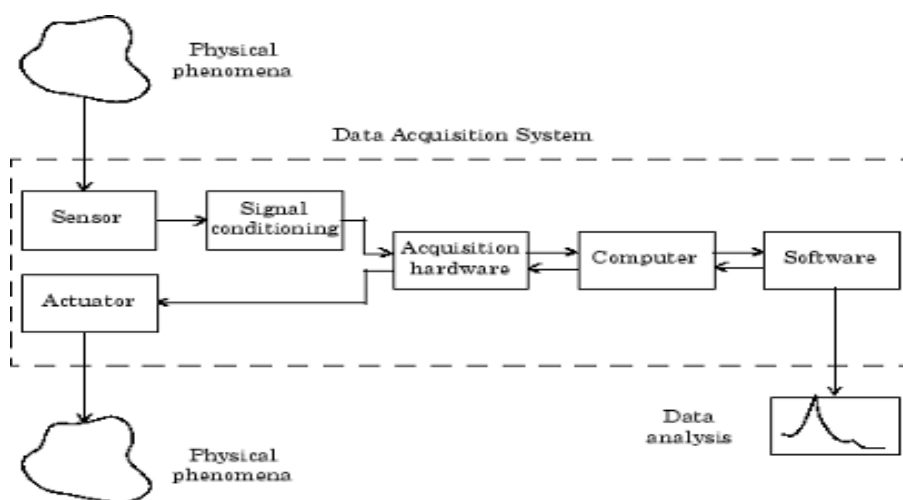 Physical
phenomena
Data Acquisition System
Sensor
Signal
conditioning
Acquisition
hardware
Computer
Software
Actuator
Data
analysis
Physical
phenomena